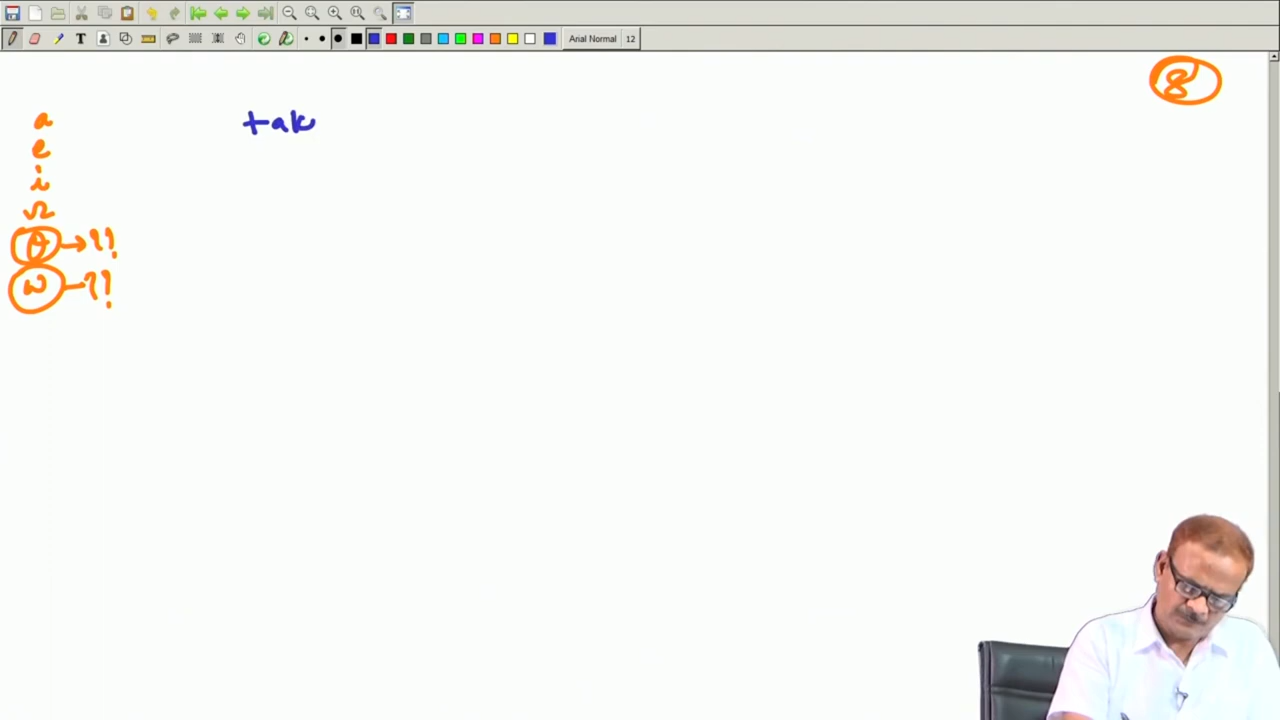 Arial Normal 12
8
a
tak
e
i
Ω
θ → ??
ω – ??